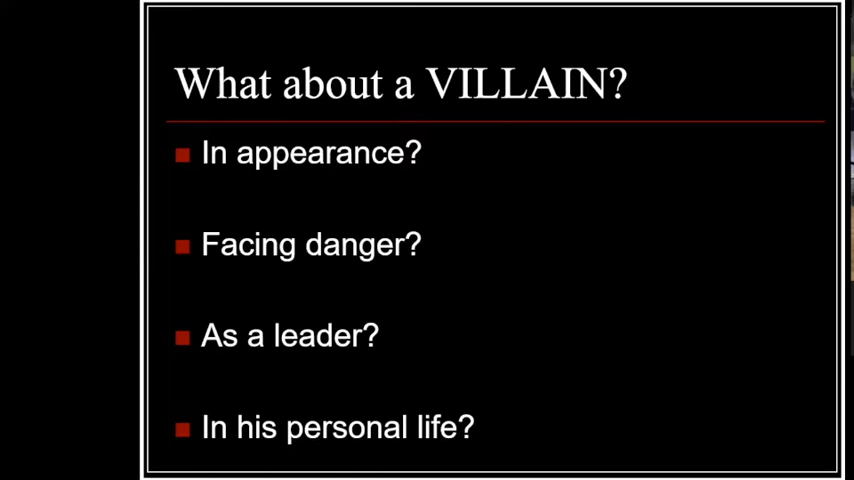 What about a VILLAIN?
In appearance?
Facing danger?
As a leader?
In his personal life?